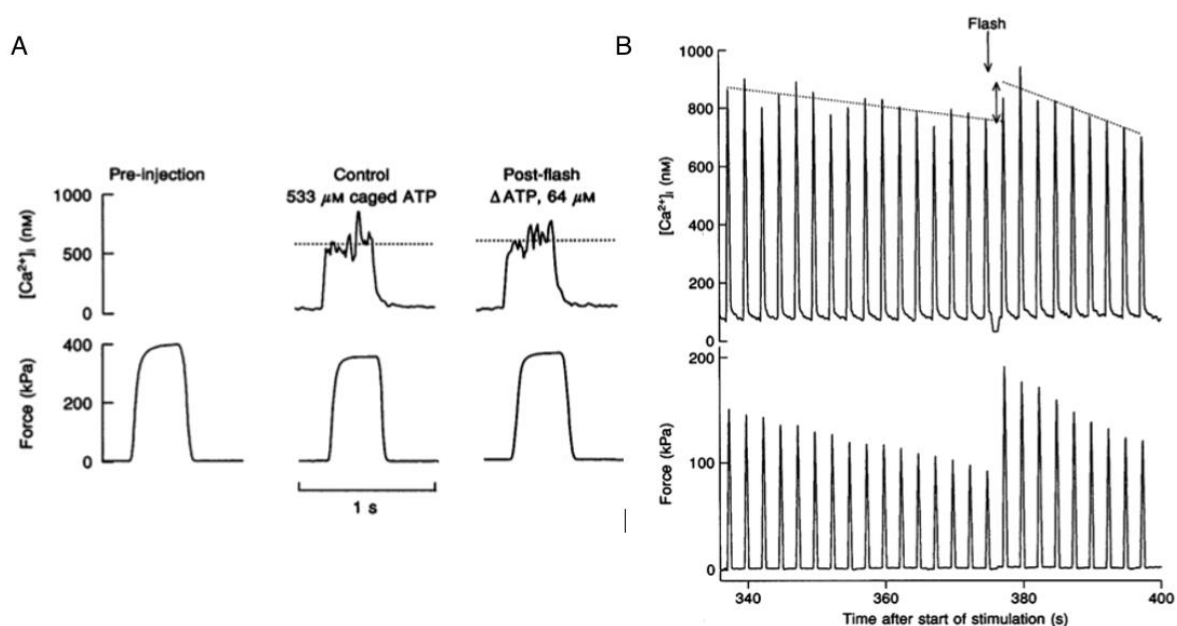 A
Pre-injection
Control
533 μM caged ATP
Post-flash
ΔATP, 64 μM
[Ca²⁺]ᵢ (nM)
1000
500
0
Force (kPa)
400
200
0
1 s
B
Flash
[Ca²⁺]ᵢ (nM)
1000
800
600
400
200
0
Force (kPa)
200
100
0
340
360
380
400
Time after start of stimulation (s)